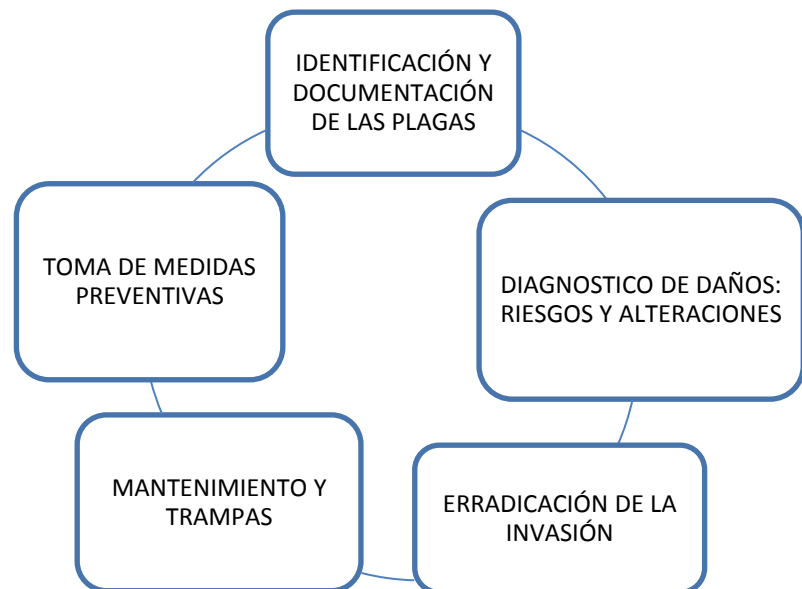 IDENTIFICACIÓN Y
DOCUMENTACIÓN
DE LAS PLAGAS
DIAGNOSTICO DE DAÑOS:
RIESGOS Y ALTERACIONES
ERRADICACIÓN DE LA
INVASIÓN
MANTENIMIENTO Y
TRAMPAS
TOMA DE MEDIDAS
PREVENTIVAS